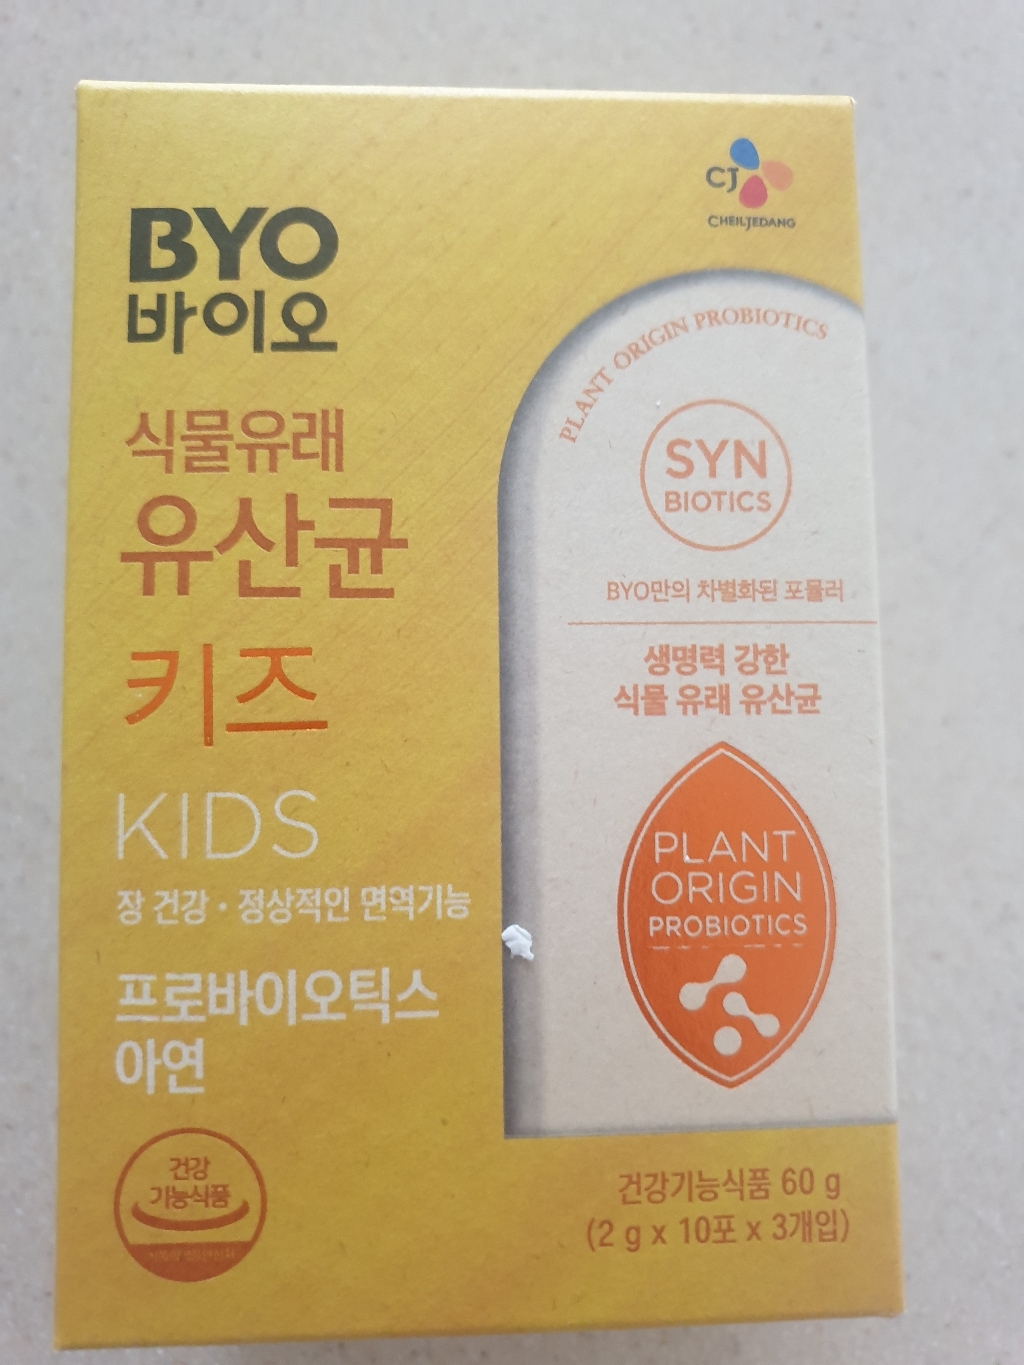 CJ
CHEILJEDANG
BYO
바이오
식물유래
유산균
키즈
KIDS
장 건강 · 정상적인 면역기능
프로바이오틱스
아연
건강
기능식품
PLANT ORIGIN PROBIOTICS
SYN
BIOTICS
BYO만의 차별화된 포뮬러
생명력 강한
식물 유래 유산균
PLANT
ORIGIN
PROBIOTICS
건강기능식품 60 g
(2 g x 10포 x 3개입)